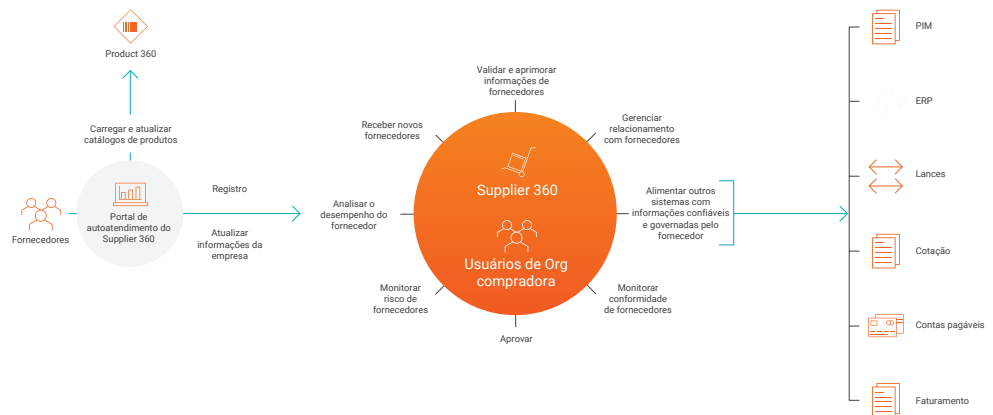 Product 360
Carregar e atualizar
catálogos de produtos
Fornecedores
Portal de
autoatendimento do
Supplier 360
Registro
Atualizar
informações da
empresa
Validar e aprimorar
informações de
fornecedores
Receber novos
fornecedores
Gerenciar
relacionamento
com fornecedores
Analisar o
desempenho do
fornecedor
Supplier 360
Usuários de Org
compradora
Alimentar outros
sistemas com
informações confiáveis
e governadas pelo
fornecedor
Monitorar
risco de
fornecedores
Monitorar
conformidade
de fornecedores
Aprovar
PIM
ERP
Lances
Cotação
Contas pagáveis
Faturamento